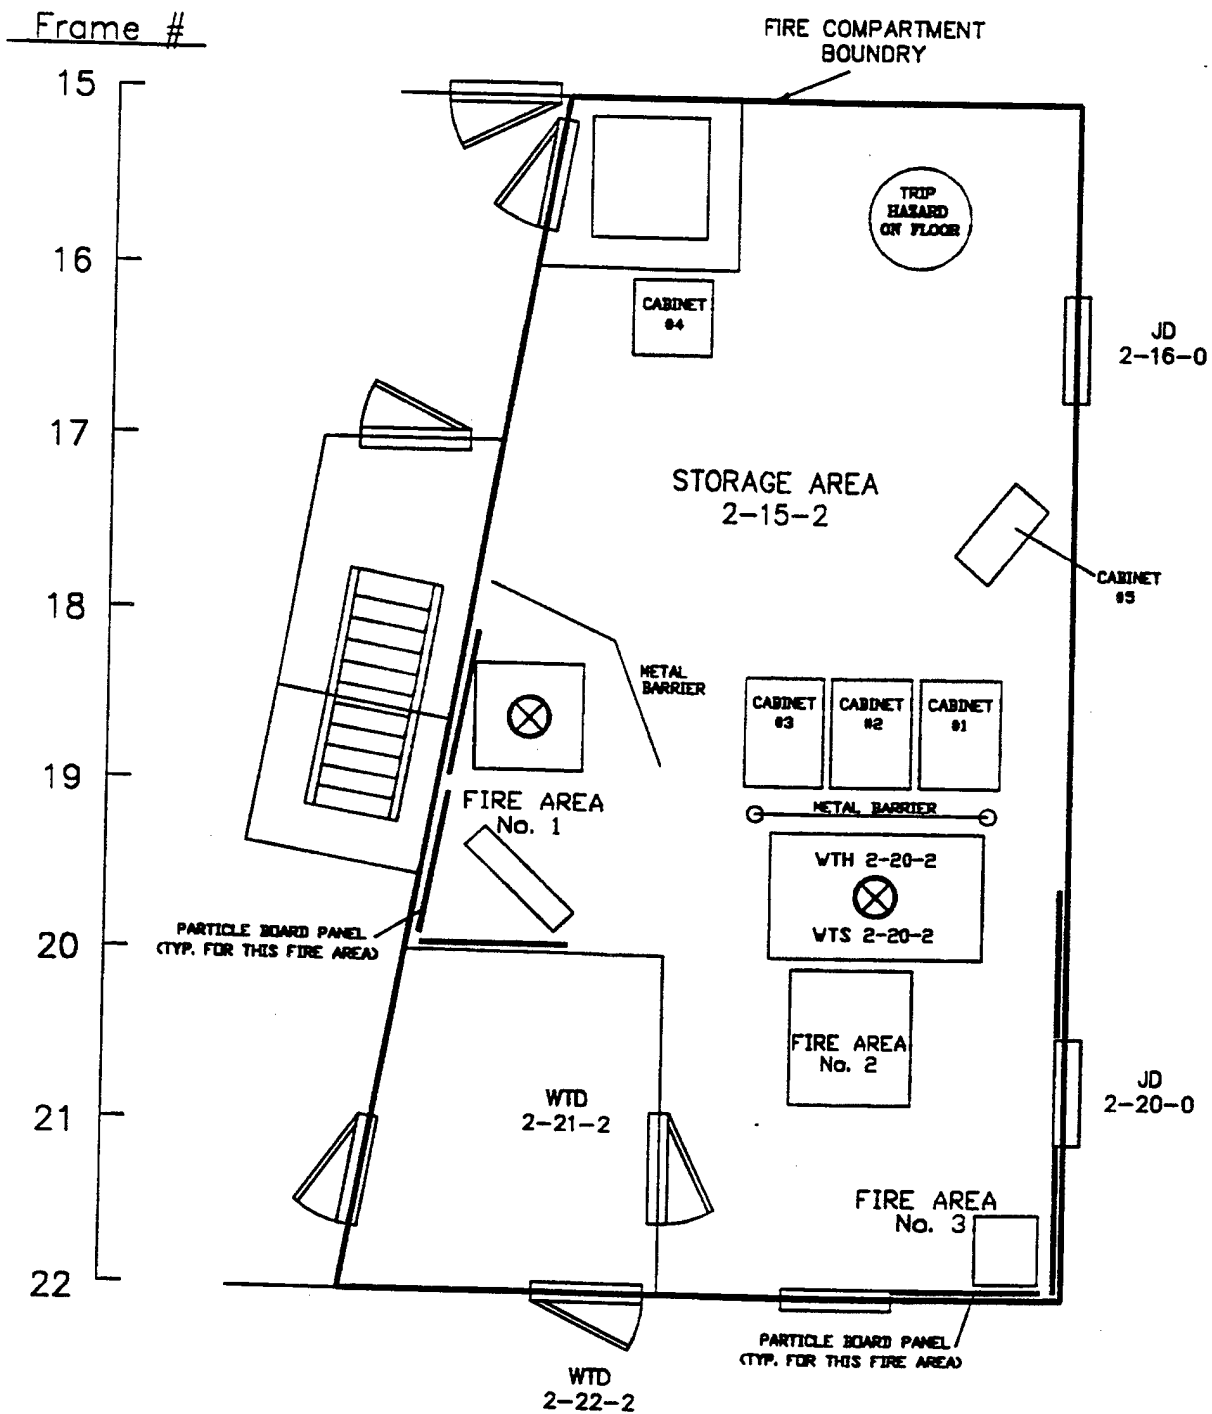 Frame #
FIRE COMPARTMENT
BOUNDRY
15
TRIP
HAZARD
ON FLOOR
16
CABINET
#4
JD
2-16-0
17
STORAGE AREA
2-15-2
CABINET
#5
18
METAL
BARRIER
CABINET
#3
CABINET
#2
CABINET
#1
19
FIRE AREA
No. 1
METAL BARRIER
WTH 2-20-2
WTS 2-20-2
PARTICLE BOARD PANEL
(TYP. FOR THIS FIRE AREA)
20
FIRE AREA
No. 2
JD
2-20-0
WTD
2-21-2
21
FIRE AREA
No. 3
22
PARTICLE BOARD PANEL
(TYP. FOR THIS FIRE AREA)
WTD
2-22-2